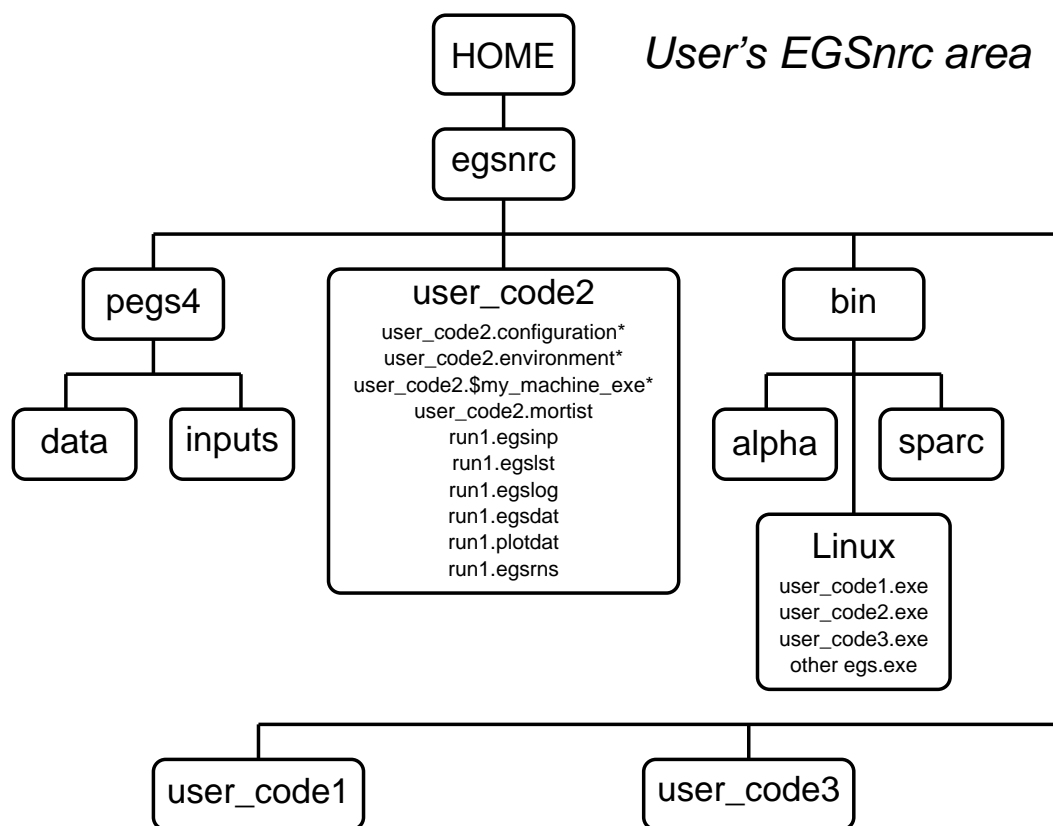 HOME
User’s EGSnrc area
egsnrc
pegs4
user_code2
user_code2.configuration*
user_code2.environment*
user_code2.$my_machine_exe*
user_code2.mortist
run1.egsinp
run1.egslst
run1.egslog
run1.egsdat
run1.plotdat
run1.egsrns
bin
data
inputs
alpha
sparc
Linux
user_code1.exe
user_code2.exe
user_code3.exe
other egs.exe
user_code1
user_code3